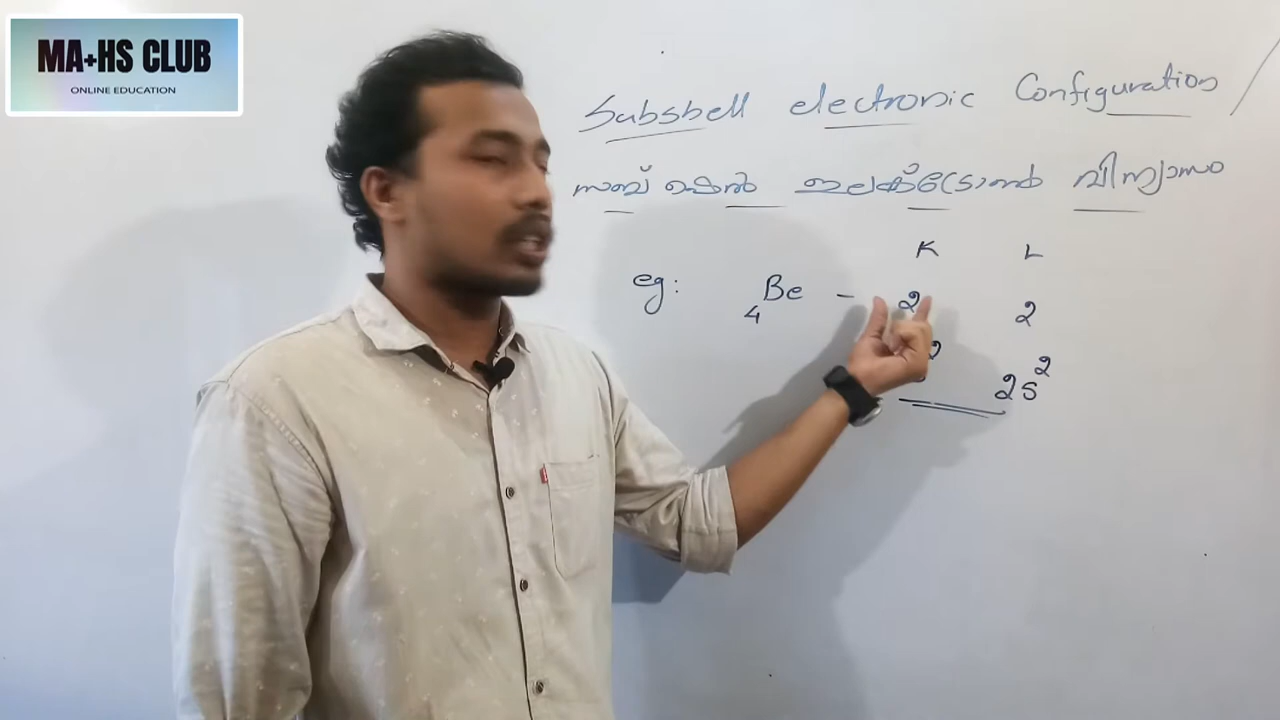 MA+HS CLUB
ONLINE EDUCATION
Subshell electronic Configuration /
സബ് ഷെൽ ഇലക്ട്രോൺ വിന്യാസം
K L
eg: ₄Be - 2 2
2s²